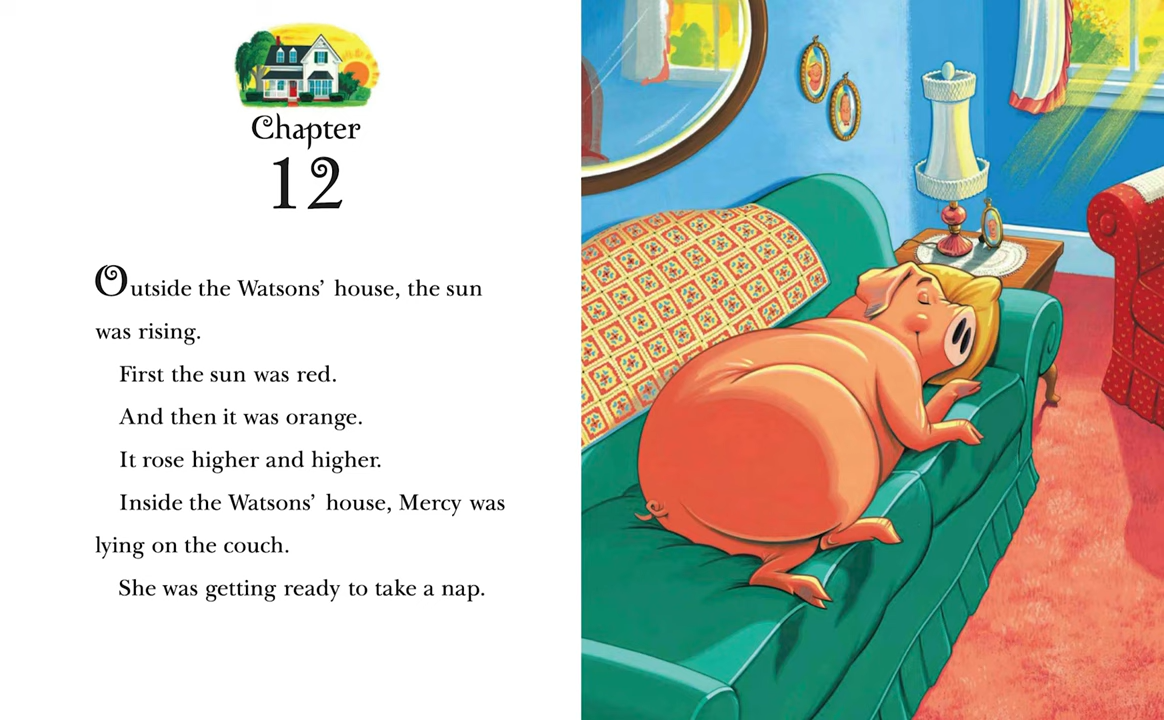 Chapter
12
Outside the Watsons’ house, the sun
was rising.
First the sun was red.
And then it was orange.
It rose higher and higher.
Inside the Watsons’ house, Mercy was
lying on the couch.
She was getting ready to take a nap.